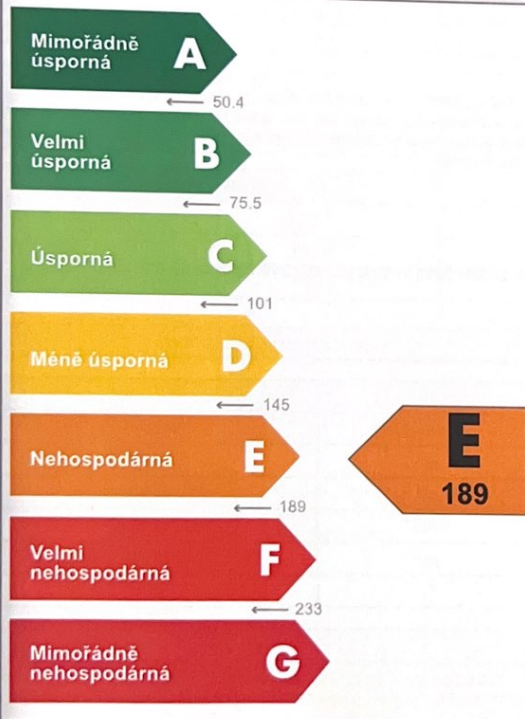 Mimořádně
úsporná
A
50.4
Velmi
úsporná
B
75.5
Úsporná
C
101
Méně úsporná
D
145
Nehospodárná
E
189
E
189
Velmi
nehospodárná
F
233
Mimořádně
nehospodárná
G